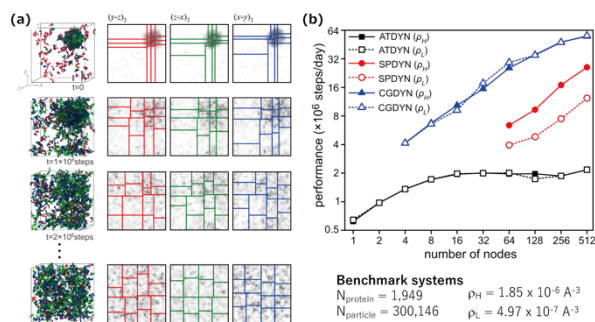 (a)
(y-z)₂
(z-x)₂
(x-y)₂
t=0
t=1×10⁶steps
t=2×10⁶steps
(b)
ATDYN (ρH)
ATDYN (ρL)
SPDYN (ρH)
SPDYN (ρL)
CGDYN (ρH)
CGDYN (ρL)
performance (×10⁶ steps/day)
64
32
16
8
4
2
1
0.5
1 2 4 8 16 32 64 128 256 512
number of nodes
Benchmark systems
Nprotein = 1,949 ρH = 1.85 x 10⁻⁶ A⁻³
Nparticle = 300,146 ρL = 4.97 x 10⁻⁷ A⁻³